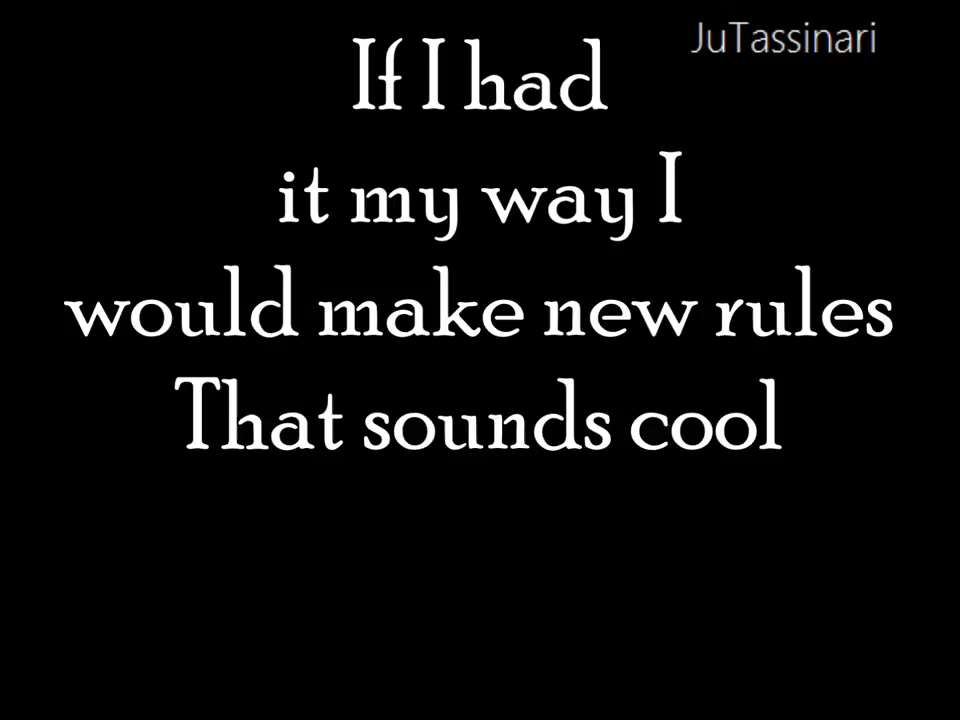 JuTassinari
If I had
it my way I
would make new rules
That sounds cool